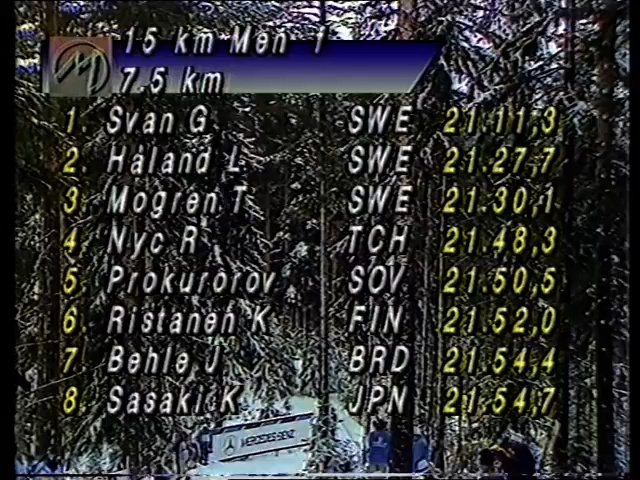 15 km Men 1
7.5 km
1. Svan G SWE 21.11,3
2. Håland L SWE 21.27,7
3. Mogren T SWE 21.30,1
4. Nyc R TCH 21.48,3
5. Prokurorov SOV 21.50,5
6. Ristanen K FIN 21.52,0
7. Behle J BRD 21.54,4
8. Sasaki K JPN 21.54,7
MERCEDES-BENZ